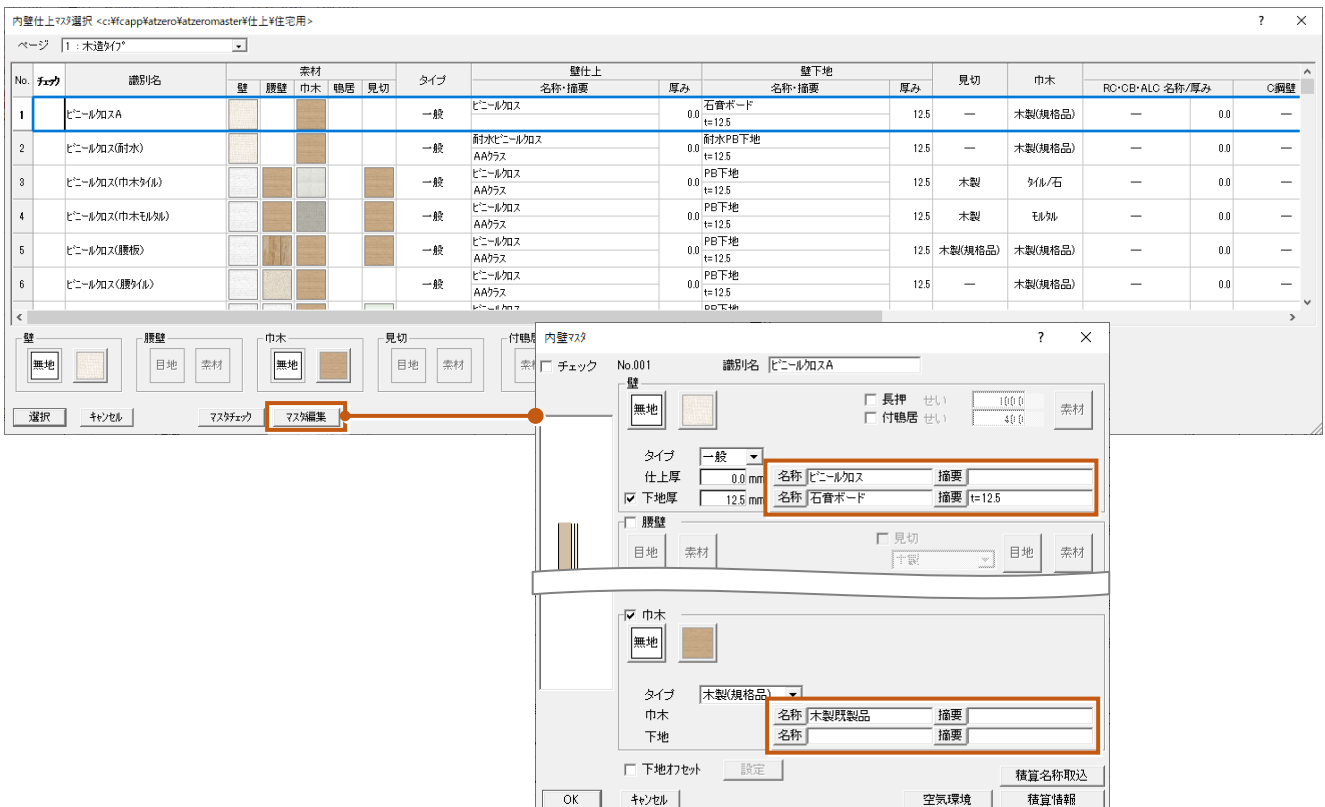 内壁仕上ﾏｽﾀ選択 <c:¥fcapp¥atzero¥atzeromaster¥仕上¥住宅用> ? ×
ページ 1 : 木造ﾀｲﾌﾟ
No. ﾁｪｯｸ 識別名 素材 タイプ 壁仕上 壁下地 見切 巾木
壁 腰壁 巾木 鴨居 見切 名称・摘要 厚み 名称・摘要 厚み RC・CB・ALC 名称/厚み C鋼壁
1 ﾋﾞﾆｰﾙｸﾛｽA 一般 ﾋﾞﾆｰﾙｸﾛｽ 0.0 石膏ボード t=12.5 12.5 ― 木製(規格品) ― 0.0 ―
2 ﾋﾞﾆｰﾙｸﾛｽ(耐水) 一般 耐水ﾋﾞﾆｰﾙｸﾛｽ AAｸﾗｽ 0.0 耐水PB下地 t=12.5 12.5 ― 木製(規格品) ― 0.0 ―
3 ﾋﾞﾆｰﾙｸﾛｽ(巾木ﾀｲﾙ) 一般 ﾋﾞﾆｰﾙｸﾛｽ AAｸﾗｽ 0.0 PB下地 t=12.5 12.5 木製 ﾀｲﾙ/石 ― 0.0 ―
4 ﾋﾞﾆｰﾙｸﾛｽ(巾木ﾓﾙﾀﾙ) 一般 ﾋﾞﾆｰﾙｸﾛｽ AAｸﾗｽ 0.0 PB下地 t=12.5 12.5 木製 ﾓﾙﾀﾙ ― 0.0 ―
5 ﾋﾞﾆｰﾙｸﾛｽ(腰板) 一般 ﾋﾞﾆｰﾙｸﾛｽ AAｸﾗｽ 0.0 PB下地 t=12.5 12.5 木製(規格品) 木製(規格品) ― 0.0 ―
6 ﾋﾞﾆｰﾙｸﾛｽ(腰ﾀｲﾙ) 一般 ﾋﾞﾆｰﾙｸﾛｽ AAｸﾗｽ 0.0 PB下地 t=12.5 12.5 ― 木製(規格品) ― 0.0 ―
ﾋﾞﾆｰﾙｸﾛｽ PB下地
壁 腰壁 巾木 見切 付鴨居
無地 目地 素材 無地 目地 素材
選択 ｷｬﾝｾﾙ ﾏｽﾀﾁｪｯｸ ﾏｽﾀ編集
内壁ﾏｽﾀ ? ×
チェック No.001 識別名 ﾋﾞﾆｰﾙｸﾛｽA
壁
無地 長押 せい 100.0 素材
付鴨居 せい 40.0
タイプ 一般
仕上厚 0.0 mm 名称 ﾋﾞﾆｰﾙｸﾛｽ 摘要
下地厚 12.5 mm 名称 石膏ボード 摘要 t=12.5
腰壁
目地 素材 見切 木製 目地 素材
巾木
無地
タイプ 木製(規格品)
巾木 名称 木製既製品 摘要
下地 名称 摘要
下地ｵﾌｾｯﾄ 設定 積算名称取込
OK ｷｬﾝｾﾙ 空気環境 積算情報